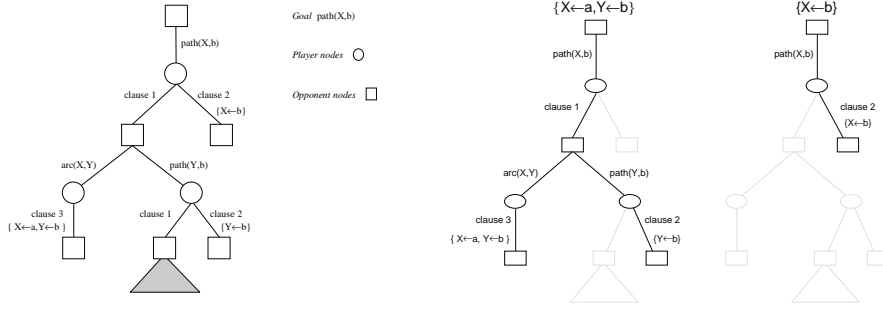 Goal path(X,b)
Player nodes
Opponent nodes
path(X,b)
clause 1
clause 2
{X←b}
arc(X,Y)
path(Y,b)
clause 3
{ X←a,Y←b }
clause 1
clause 2
{Y←b}
{X←a,Y←b}
path(X,b)
clause 1
arc(X,Y)
path(Y,b)
clause 3
{ X←a, Y←b }
clause 2
{Y←b}
{X←b}
path(X,b)
clause 2
{X←b}